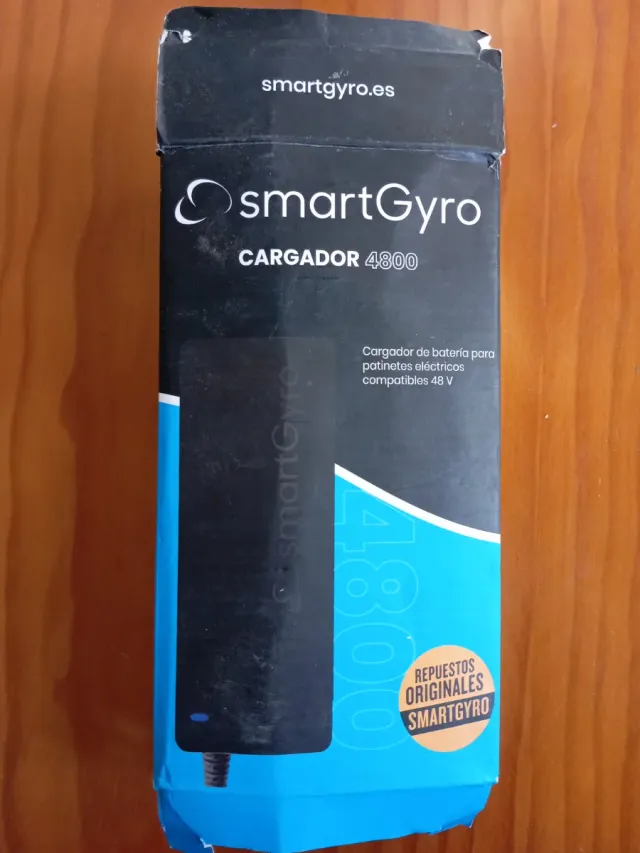 smartgyro.es
smartGyro
CARGADOR 4800
Cargador de batería para
patinetes eléctricos
compatibles 48 V
smartGyro
4800
REPUESTOS
ORIGINALES
SMARTGYRO